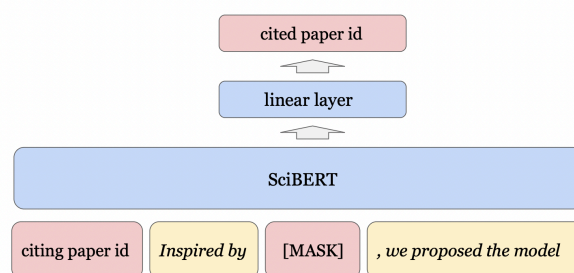 cited paper id
linear layer
SciBERT
citing paper id Inspired by [MASK] , we proposed the model